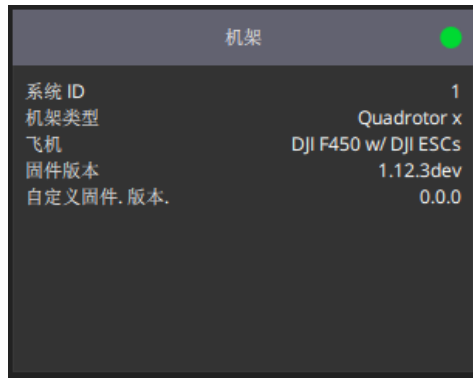 机架
系统 ID 1
机架类型 Quadrotor x
飞机 DJI F450 w/ DJI ESCs
固件版本 1.12.3dev
自定义固件. 版本. 0.0.0